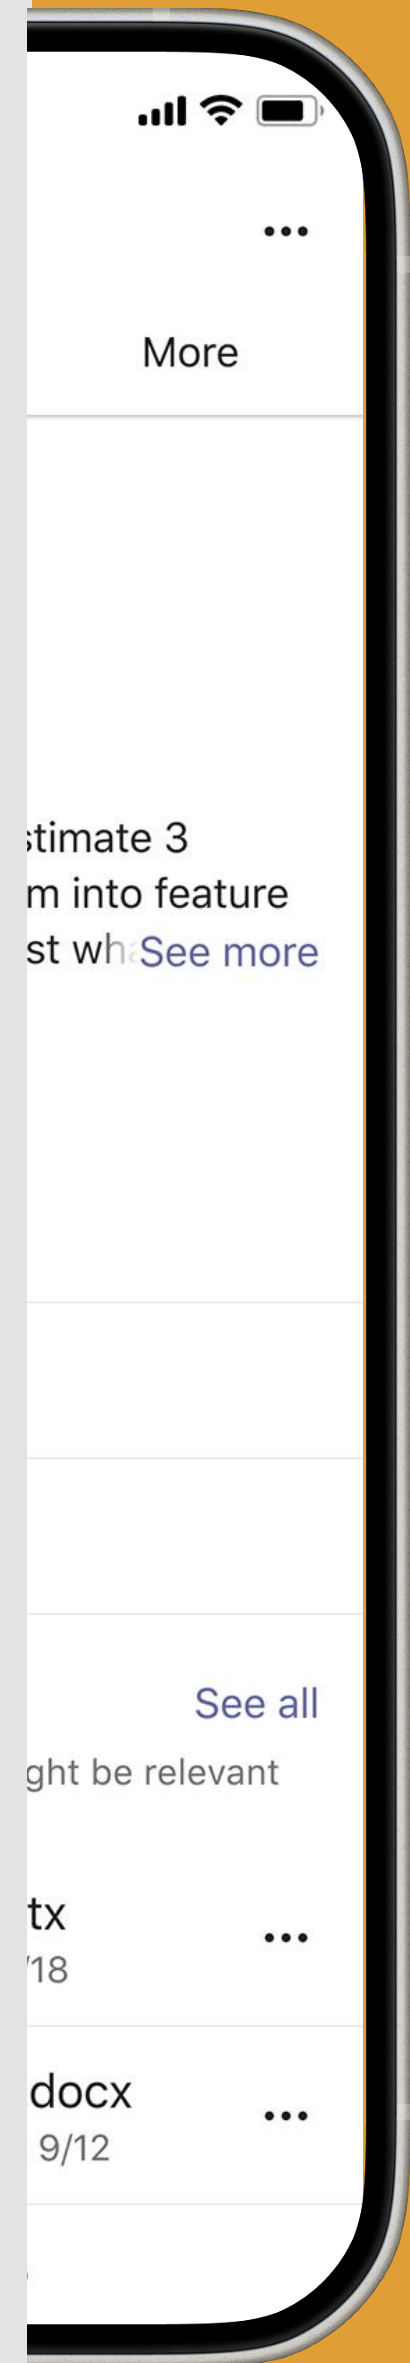 More
stimate 3
m into feature
st wh See more
See all
ght be relevant
tx
/18
docx
9/12